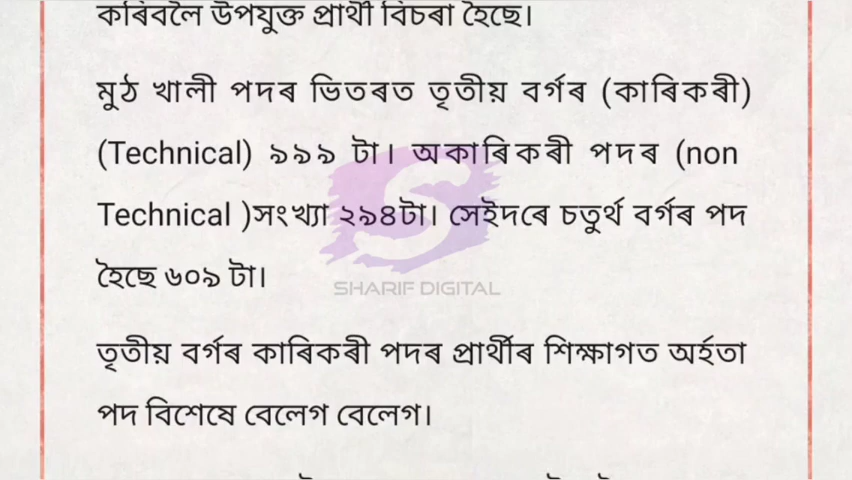 কৰিবলৈ উপযুক্ত প্ৰাৰ্থী বিচৰা হৈছে।
মুঠ খালী পদৰ ভিতৰত তৃতীয় বৰ্গৰ (কাৰিকৰী)
(Technical) ৯৯৯ টা। অকাৰিকৰী পদৰ (non
Technical )সংখ্যা ২৯৪টা। সেইদৰে চতুৰ্থ বৰ্গৰ পদ
হৈছে ৬০৯ টা।
SHARIF DIGITAL
তৃতীয় বৰ্গৰ কাৰিকৰী পদৰ প্ৰাৰ্থীৰ শিক্ষাগত অৰ্হতা
পদ বিশেষে বেলেগ বেলেগ।